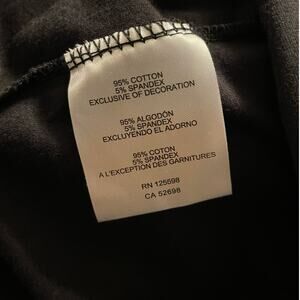 95% COTTON
5% SPANDEX
EXCLUSIVE OF DECORATION
95% ALGODÓN
5% SPANDEX
EXCLUYENDO EL ADORNO
95% COTON
5% SPANDEX
A L'EXCEPTION DES GARNITURES
RN 125598
CA 52698